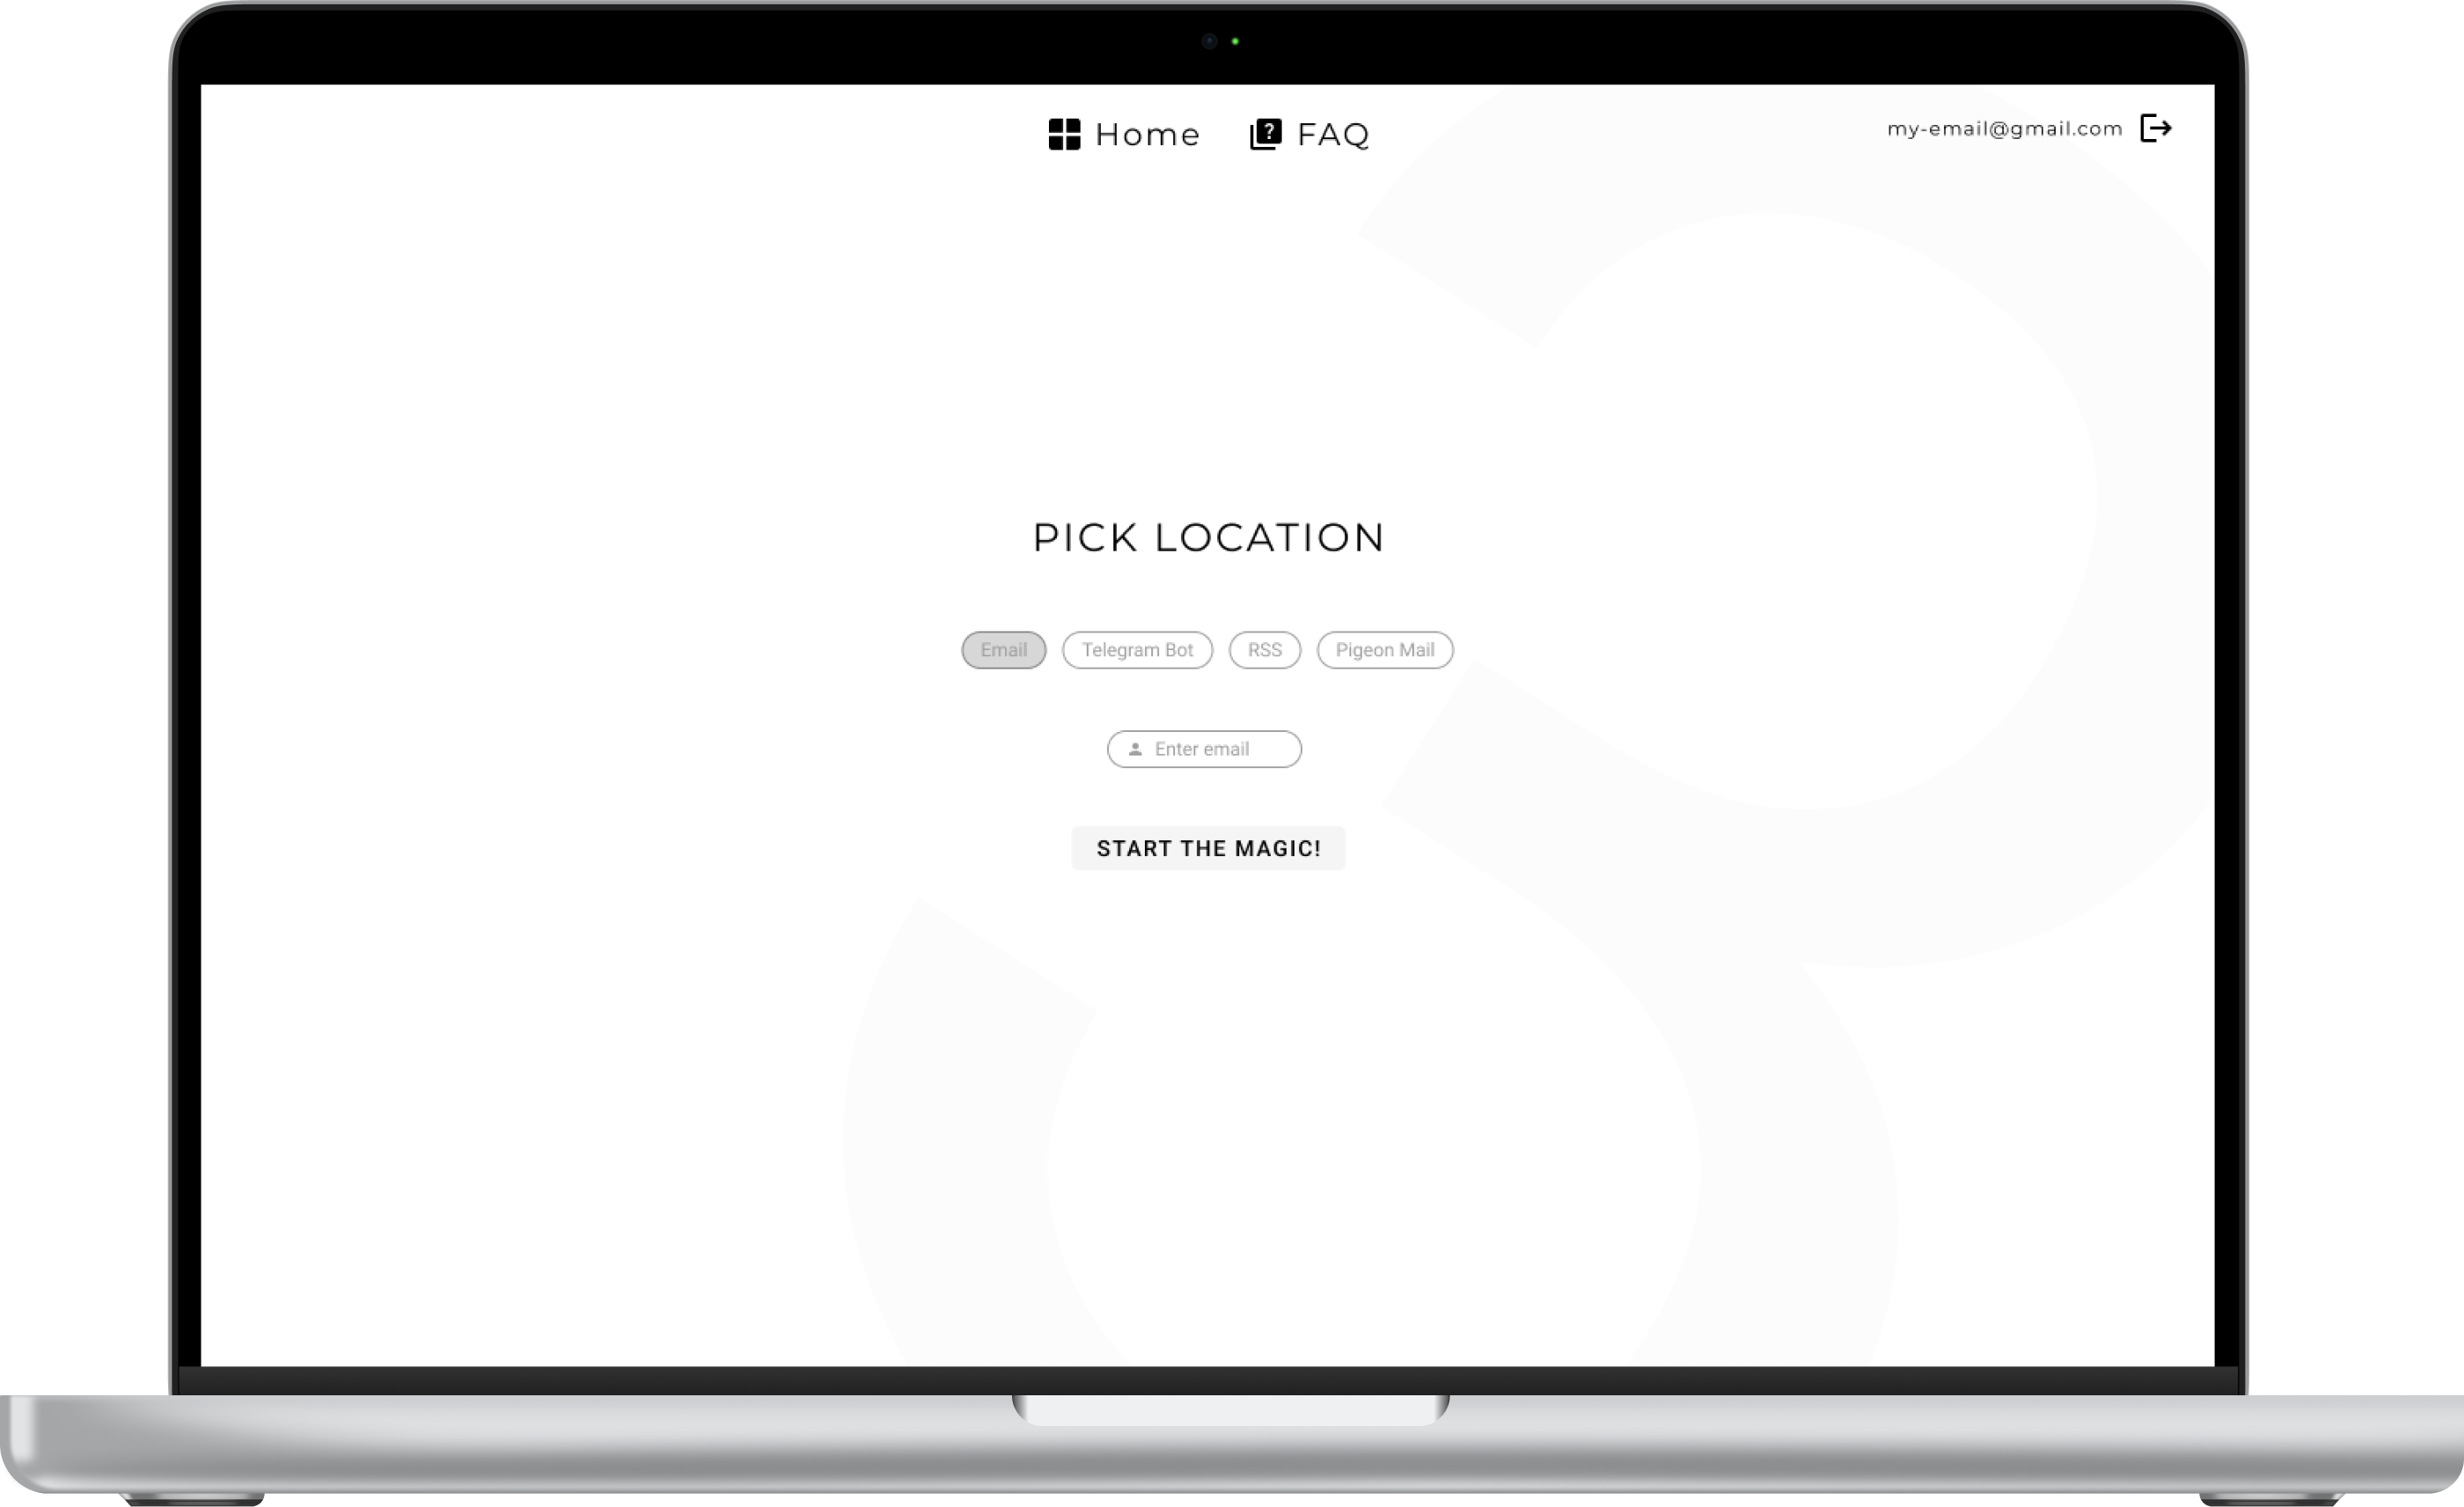 Home FAQ my-email@gmail.com
PICK LOCATION
Email Telegram Bot RSS Pigeon Mail
Enter email
START THE MAGIC!